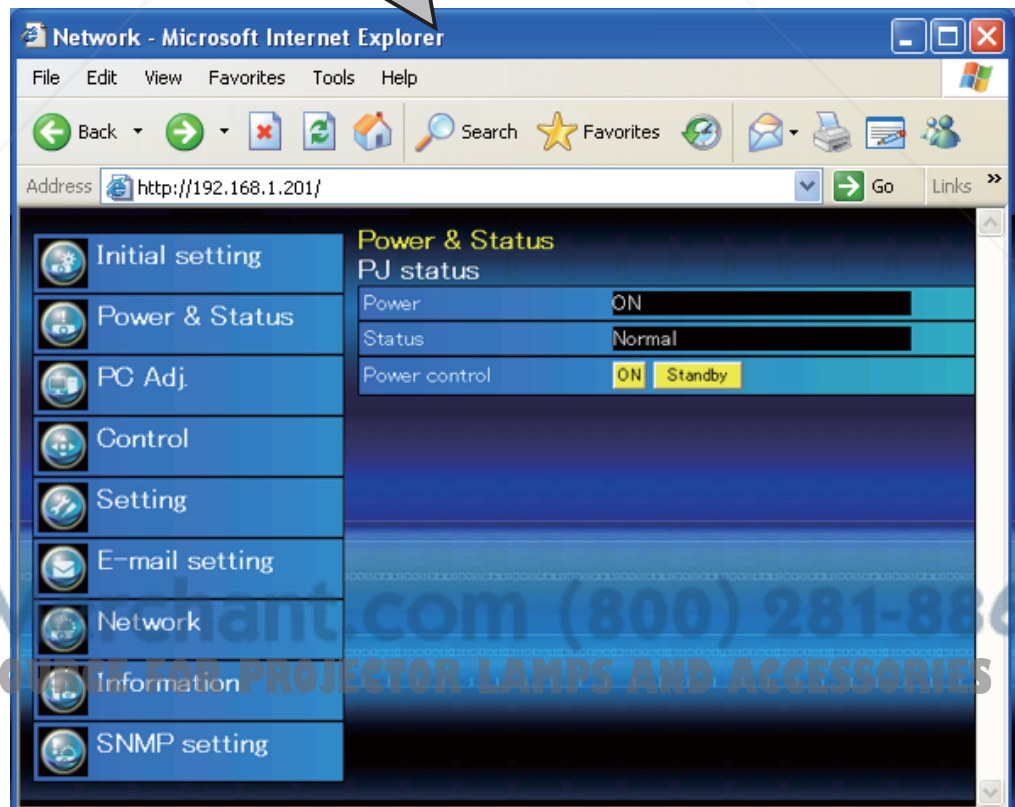 Network - Microsoft Internet Explorer
File Edit View Favorites Tools Help
Back Search Favorites
Address http://192.168.1.201/ Go Links »
Initial setting
Power & Status
PC Adj.
Control
Setting
E-mail setting
Network
Information
SNMP setting
Power & Status
PJ status
Power ON
Status Normal
Power control ON Standby
.com (800) 281-88
FOR PROJECTOR LAMPS AND ACCESSORIES